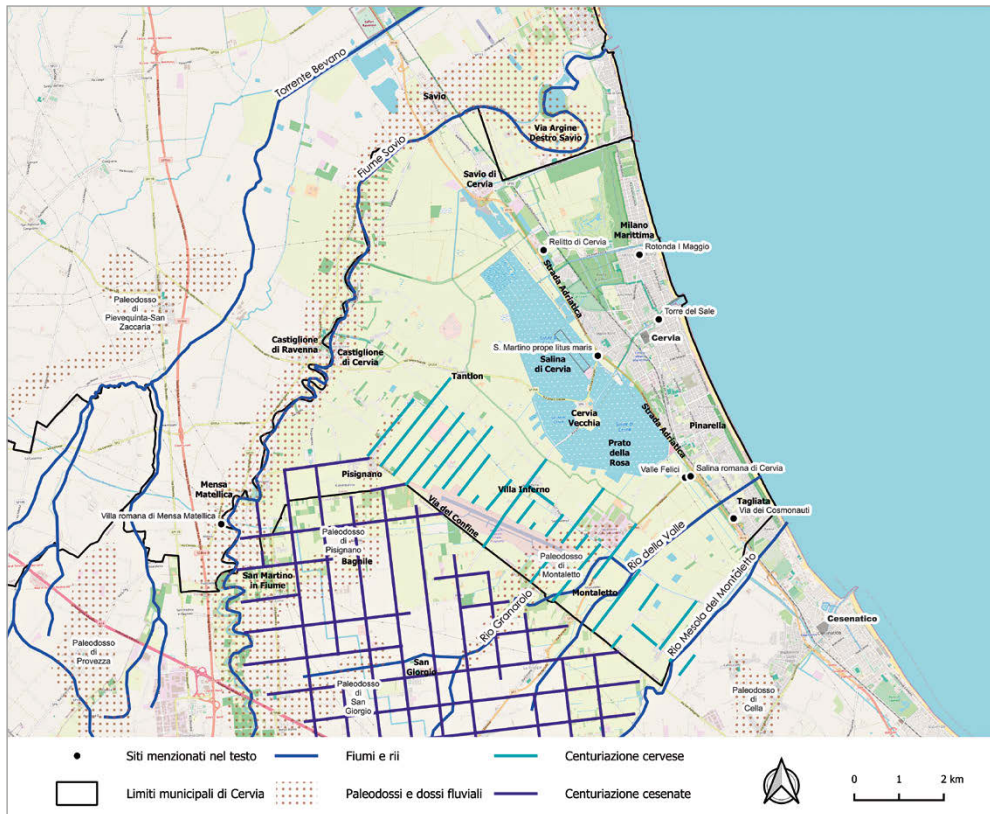 Torrente Bevano
Savio
Via Argine
Destro Savio
Fiume Savio
Savio di
Cervia
Milano
Marittima
Relitto di Cervia
Rotonda I Maggio
Strada Adriatica
Paleodosso
di
Pievequinta-San
Zaccaria
Torre del Sale
Cervia
Castiglione
di Ravenna
Castiglione
di Cervia
S. Martino prope litus maris
Salina
di Cervia
Tantlon
Cervia
Vecchia
Strada Adriatica
Pinarella
Prato
della
Rosa
Pisignano
Valle Felici
Salina romana di Cervia
Mensa
Matellica
Villa Inferno
Via del Confine
Tagliata
Via dei Cosmonauti
Villa romana di Mensa Matellica
Paleodosso
di
Pisignano
Bagnile
Rio della Valle
Paleodosso
di
Montaletto
San Martino
in Fiume
Montaletto
Rio Granarolo
Rio Mesola del Montaletto
Cesenatico
Paleodosso
di
Provezza
San
Giorgio
Paleodosso
di
San
Giorgio
Paleodosso
di
Cella
Siti menzionati nel testo
Fiumi e rii
Centuriazione cervese
Limiti municipali di Cervia
Paleodossi e dossi fluviali
Centuriazione cesenate
0 1 2 km